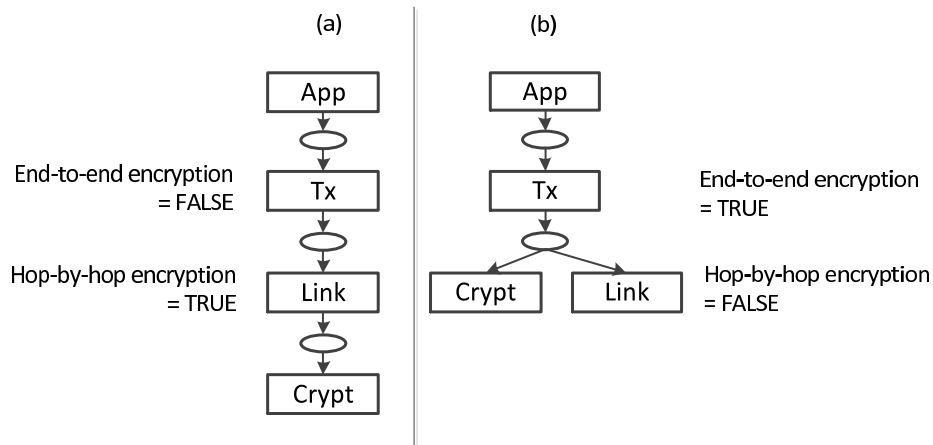 (a)
App
End-to-end encryption
= FALSE
Tx
Hop-by-hop encryption
= TRUE
Link
Crypt
(b)
App
Tx
End-to-end encryption
= TRUE
Crypt
Link
Hop-by-hop encryption
= FALSE